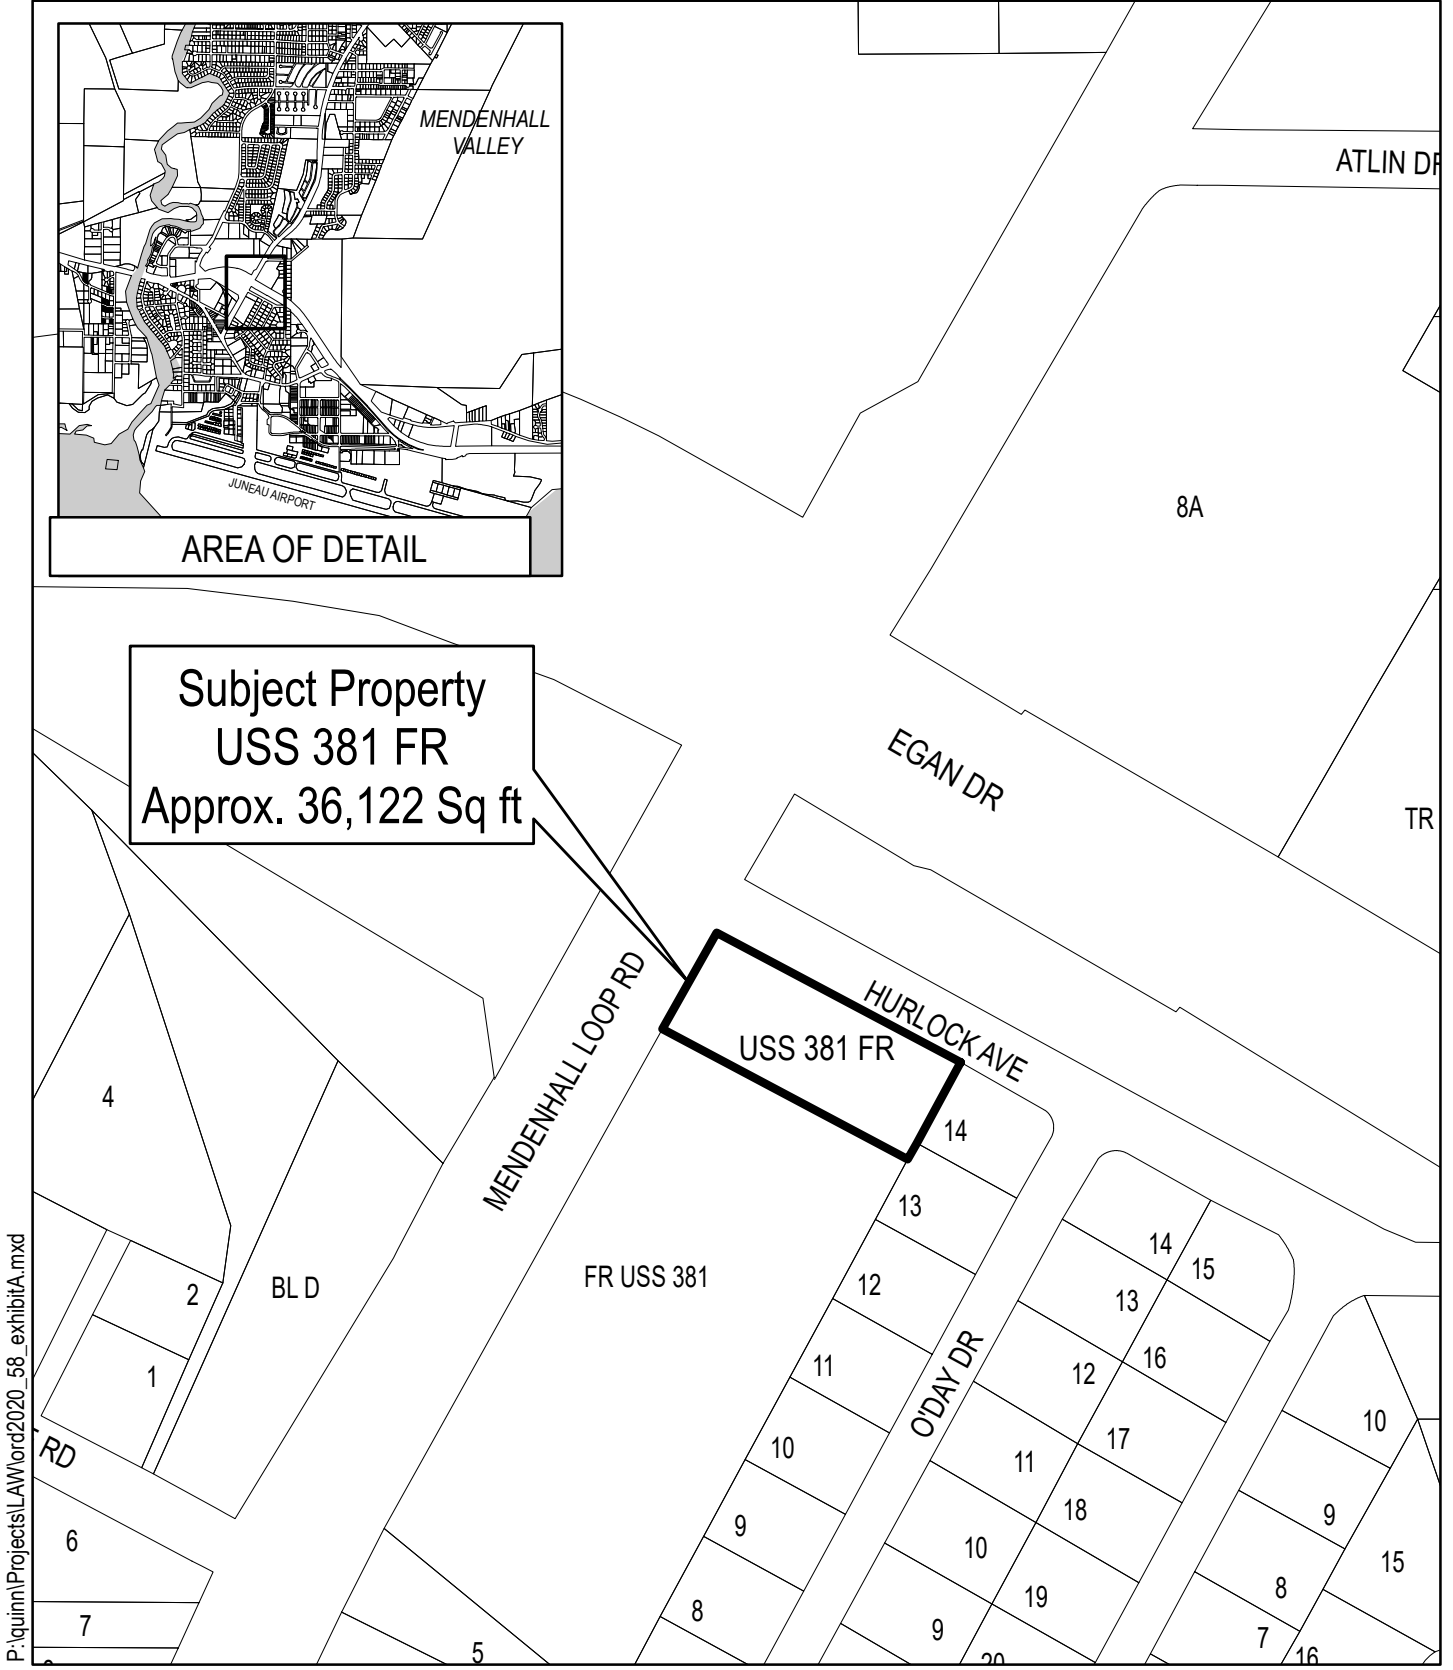 MENDENHALL
VALLEY
JUNEAU AIRPORT
AREA OF DETAIL
ATLIN DR
8A
Subject Property
USS 381 FR
Approx. 36,122 Sq ft
EGAN DR
TR
MENDENHALL LOOP RD
HURLOCK AVE
USS 381 FR
4
14
13
FR USS 381
12
BL D
2
1
11
10
9
8
O'DAY DR
14
15
13
16
12
17
11
18
10
19
9
20
10
9
15
8
7
16
RD
6
7
5
P:\quinn\Projects\LAW\ord2020_58_exhibitA.mxd